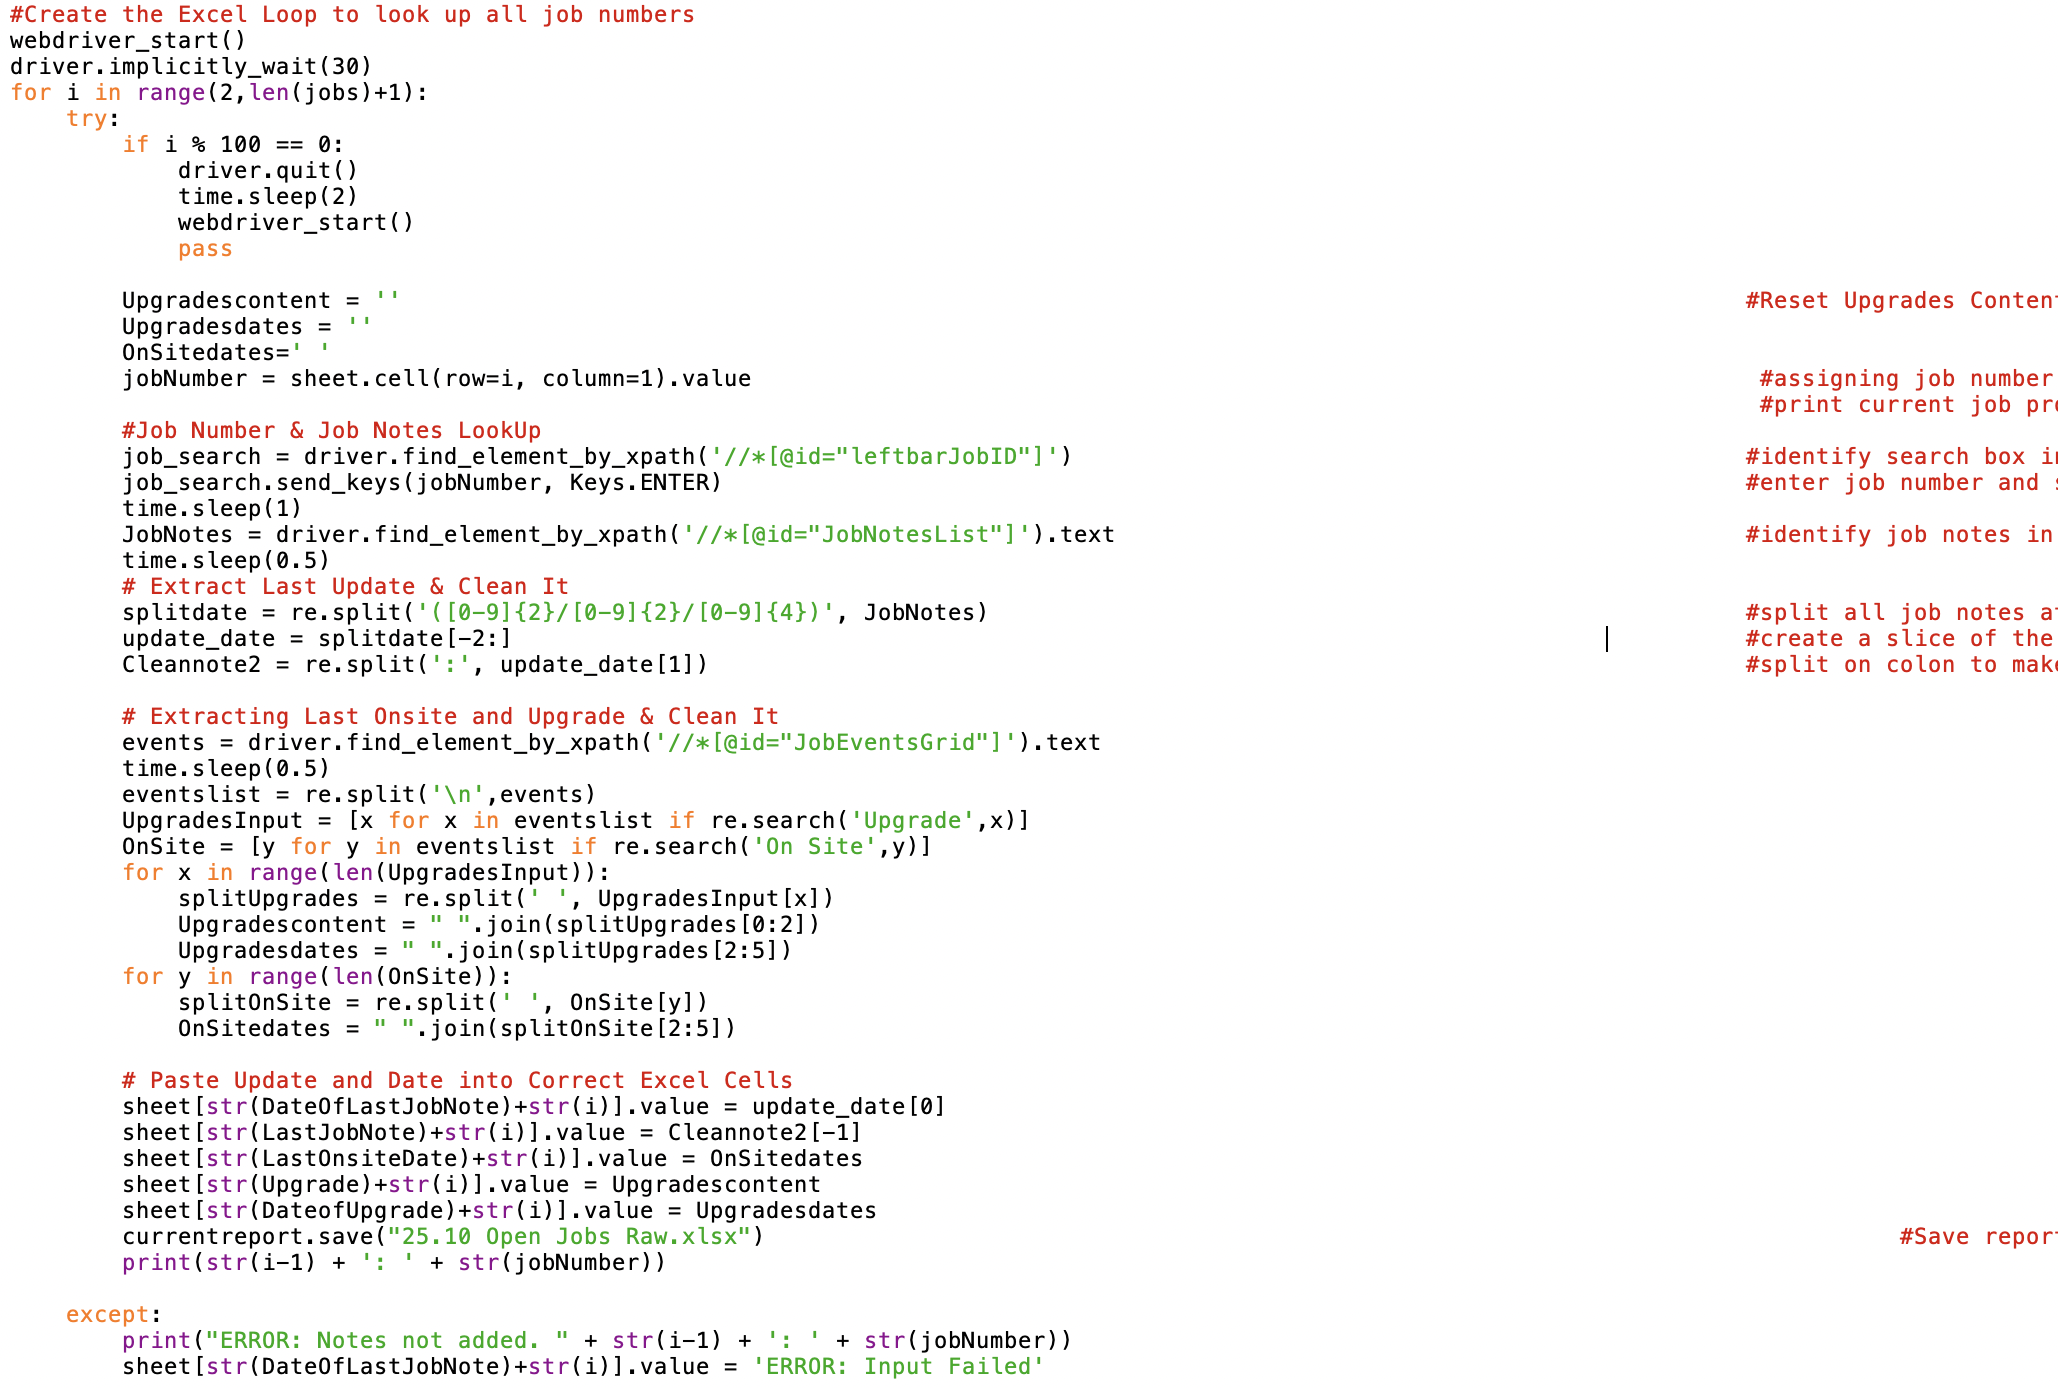 #Create the Excel Loop to look up all job numbers
webdriver_start()
driver.implicitly_wait(30)
for i in range(2,len(jobs)+1):
    try:
        if i % 100 == 0:
            driver.quit()
            time.sleep(2)
            webdriver_start()
            pass

        Upgradescontent = '' #Reset Upgrades
        Upgradesdates = ''
        OnSitedates=' '
        jobNumber = sheet.cell(row=i, column=1).value #assigning job number
        #print current job
        #Job Number & Job Notes LookUp
        job_search = driver.find_element_by_xpath('//*[@id="leftbarJobID"]') #identify search box
        job_search.send_keys(jobNumber, Keys.ENTER) #enter job number and
        time.sleep(1)
        JobNotes = driver.find_element_by_xpath('//*[@id="JobNotesList"]').text #identify job notes in
        time.sleep(0.5)
        # Extract Last Update & Clean It
        splitdate = re.split('([0-9]{2}/[0-9]{2}/[0-9]{4})', JobNotes) #split all job notes
        update_date = splitdate[-2:] #create a slice of the
        Cleannote2 = re.split(':', update_date[1]) #split on colon to

        # Extracting Last Onsite and Upgrade & Clean It
        events = driver.find_element_by_xpath('//*[@id="JobEventsGrid"]').text
        time.sleep(0.5)
        eventslist = re.split('\n',events)
        UpgradesInput = [x for x in eventslist if re.search('Upgrade',x)]
        OnSite = [y for y in eventslist if re.search('On Site',y)]
        for x in range(len(UpgradesInput)):
            splitUpgrades = re.split(' ', UpgradesInput[x])
            Upgradescontent = " ".join(splitUpgrades[0:2])
            Upgradesdates = " ".join(splitUpgrades[2:5])
        for y in range(len(OnSite)):
            splitOnSite = re.split(' ', OnSite[y])
            OnSitedates = " ".join(splitOnSite[2:5])

        # Paste Update and Date into Correct Excel Cells
        sheet[str(DateOfLastJobNote)+str(i)].value = update_date[0]
        sheet[str(LastJobNote)+str(i)].value = Cleannote2[-1]
        sheet[str(LastOnsiteDate)+str(i)].value = OnSitedates
        sheet[str(Upgrade)+str(i)].value = Upgradescontent
        sheet[str(DateofUpgrade)+str(i)].value = Upgradesdates
        currentreport.save("25.10 Open Jobs Raw.xlsx") #Save
        print(str(i-1) + ': ' + str(jobNumber))

    except:
        print("ERROR: Notes not added. " + str(i-1) + ': ' + str(jobNumber))
        sheet[str(DateOfLastJobNote)+str(i)].value = 'ERROR: Input Failed'